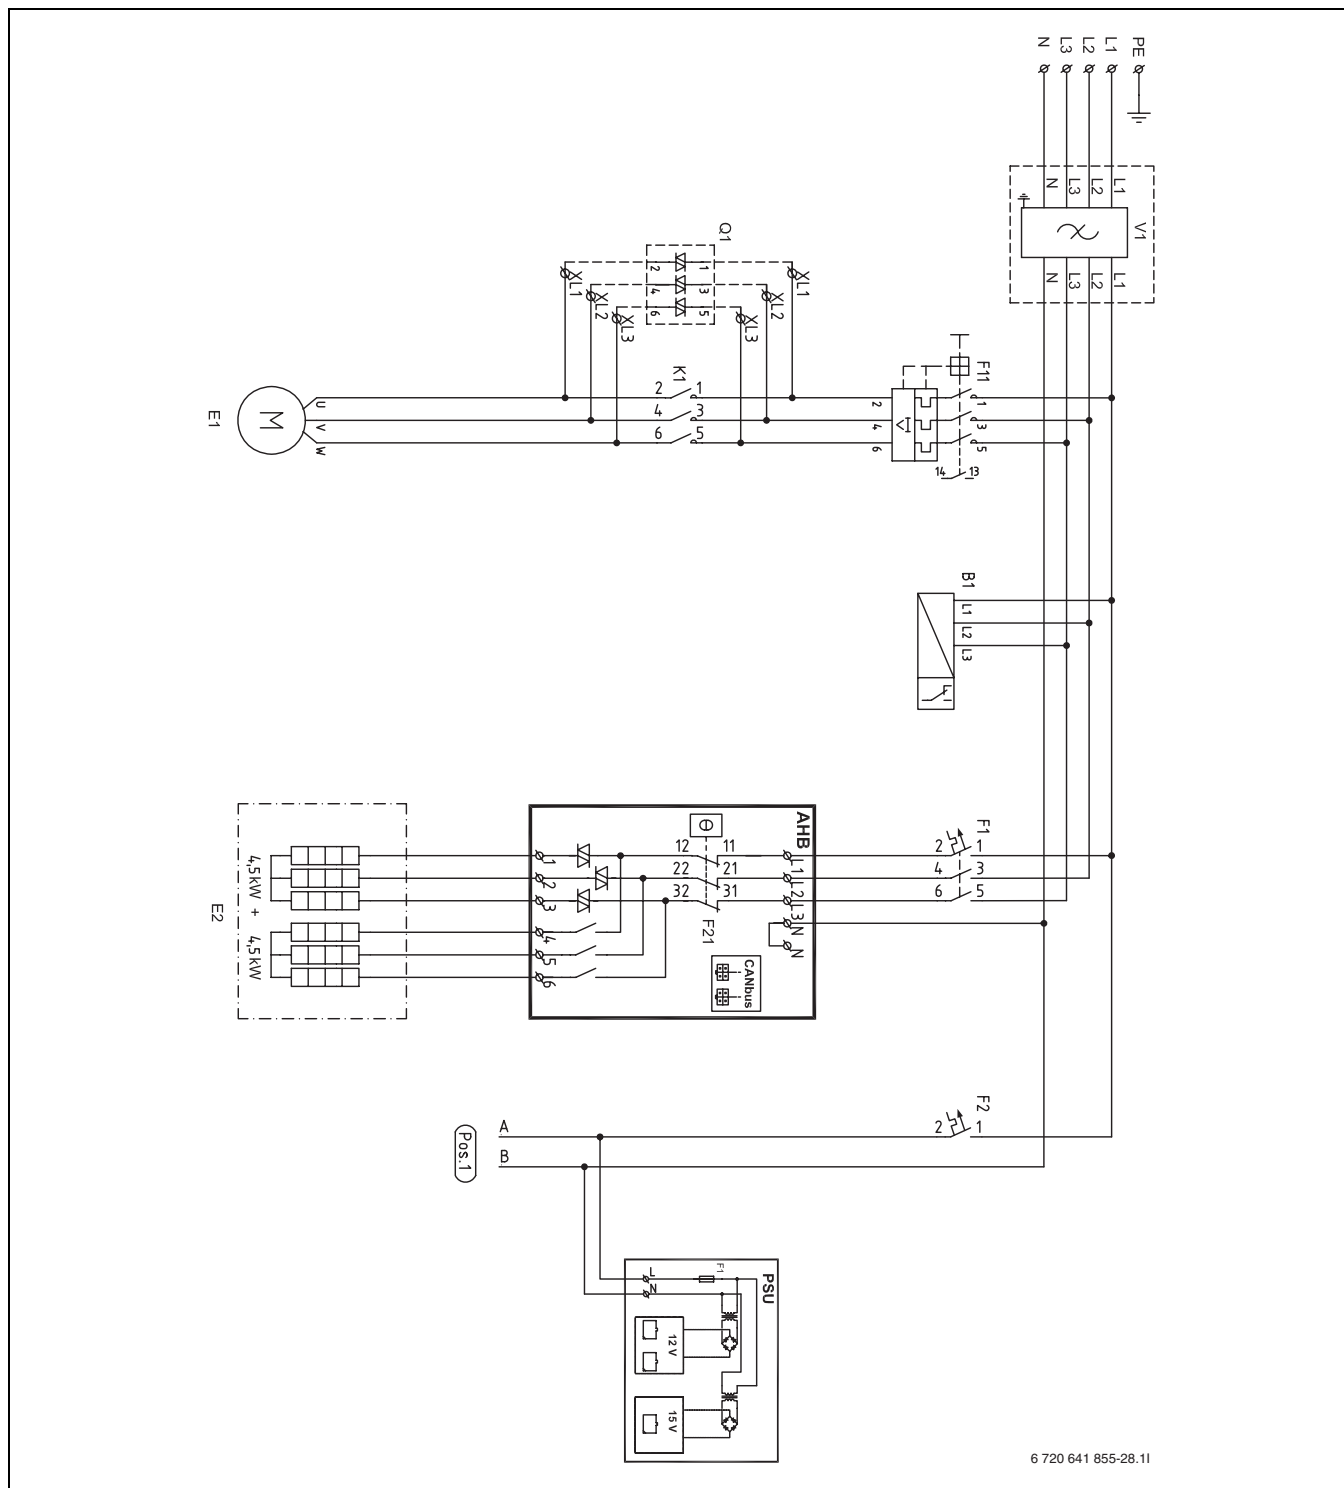 N L3 L2 L1 PE
N L3 L2 L1
V1
N L3 L2 L1
Q1
2 1
4 3
6 5
XL1 XL2 XL3
XL3 XL2 XL1
E1
M
U
V
W
K1
2 1
4 3
6 5
F11
2 1
4 3
6 5
I>
14 13
B1
L1
L2
L3
AHB
F1
2 1
4 3
6 5
L1
L2
L3
N
N
12 11
22 21
32 31
F21
Θ
1
2
3
4
5
6
CANbus
E2
4,5 kW + 4,5 kW
F2
2 1
A
B
Pos.1
PSU
F1
L
N
12 V
15 V
6 720 641 855-28.1I